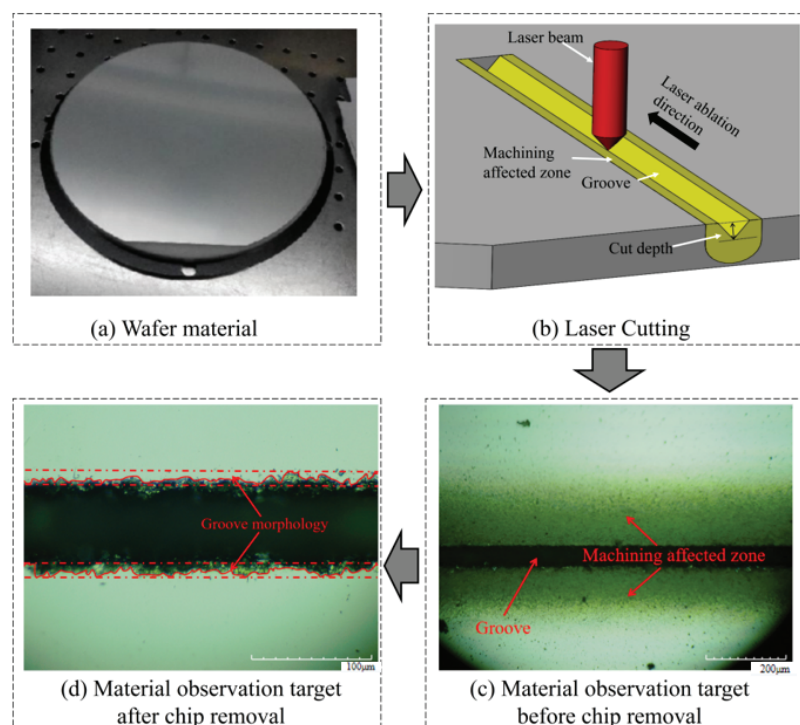 (a) Wafer material
Laser beam
Laser ablation
direction
Machining
affected zone
Groove
Cut depth
(b) Laser Cutting
Groove morphology
100μm
(d) Material observation target
after chip removal
Machining affected zone
Groove
200μm
(c) Material observation target
before chip removal